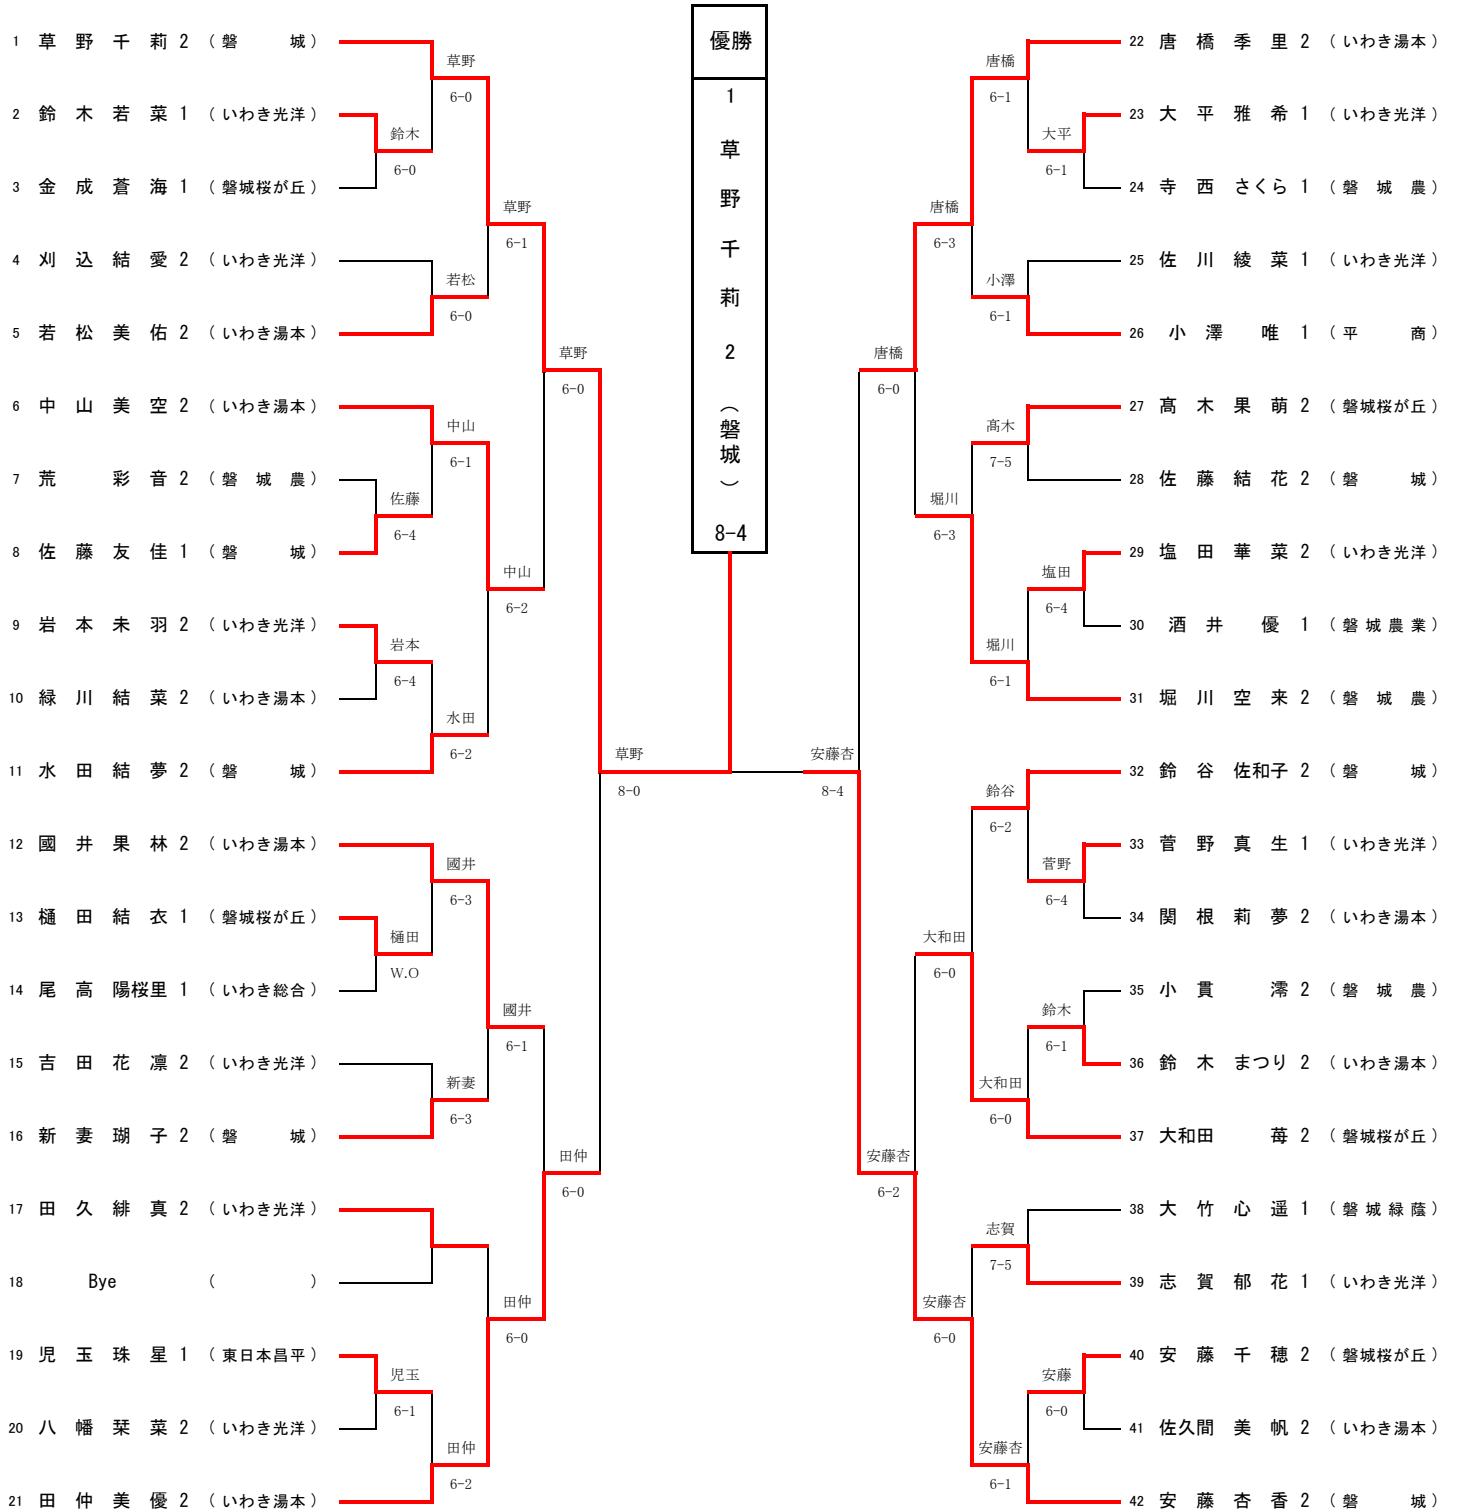 優勝
1
草
野
千
莉
2
（磐城）
8-4
1 草 野 千 莉 2 （ 磐 城 ）
草野
6-0
2 鈴 木 若 菜 1 （ いわき光洋 ）
鈴木
6-0
3 金 成 蒼 海 1 （ 磐城桜が丘 ）
草野
6-1
4 刈 込 結 愛 2 （ いわき光洋 ）
若松
6-0
5 若 松 美 佑 2 （ いわき湯本 ）
草野
6-0
6 中 山 美 空 2 （ いわき湯本 ）
中山
6-1
7 荒 彩 音 2 （ 磐 城 農 ）
佐藤
6-4
8 佐 藤 友 佳 1 （ 磐 城 ）
中山
6-2
9 岩 本 未 羽 2 （ いわき光洋 ）
岩本
6-4
10 緑 川 結 菜 2 （ いわき湯本 ）
水田
6-2
11 水 田 結 夢 2 （ 磐 城 ）
草野
8-0
12 國 井 果 林 2 （ いわき湯本 ）
國井
6-3
13 樋 田 結 衣 1 （ 磐城桜が丘 ）
樋田
W.O
14 尾 高 陽桜里 1 （ いわき総合 ）
國井
6-1
15 吉 田 花 凛 2 （ いわき光洋 ）
新妻
6-3
16 新 妻 瑚 子 2 （ 磐 城 ）
田仲
6-0
17 田 久 緋 真 2 （ いわき光洋 ）
18 Bye （ ）
田仲
6-0
19 児 玉 珠 星 1 （ 東日本昌平 ）
児玉
6-1
20 八 幡 栞 菜 2 （ いわき光洋 ）
田仲
6-2
21 田 仲 美 優 2 （ いわき湯本 ）
22 唐 橋 季 里 2 （ いわき湯本 ）
唐橋
6-1
23 大 平 雅 希 1 （ いわき光洋 ）
大平
6-1
24 寺 西 さくら 1 （ 磐 城 農 ）
唐橋
6-3
25 佐 川 綾 菜 1 （ いわき光洋 ）
小澤
6-1
26 小 澤 唯 1 （ 平 商 ）
唐橋
6-0
27 髙 木 果 萌 2 （ 磐城桜が丘 ）
髙木
7-5
28 佐 藤 結 花 2 （ 磐 城 ）
堀川
6-3
29 塩 田 華 菜 2 （ いわき光洋 ）
塩田
6-4
30 酒 井 優 1 （ 磐 城 農 業 ）
堀川
6-1
31 堀 川 空 来 2 （ 磐 城 農 ）
安藤杏
8-4
32 鈴 谷 佐和子 2 （ 磐 城 ）
鈴谷
6-2
33 菅 野 真 生 1 （ いわき光洋 ）
菅野
6-4
34 関 根 莉 夢 2 （ いわき湯本 ）
大和田
6-0
35 小 貫 澪 2 （ 磐 城 農 ）
鈴木
6-1
36 鈴 木 まつり 2 （ いわき湯本 ）
大和田
6-0
37 大和田 苺 2 （ 磐城桜が丘 ）
安藤杏
6-2
38 大 竹 心 遥 1 （ 磐 城 緑 蔭 ）
志賀
7-5
39 志 賀 郁 花 1 （ いわき光洋 ）
安藤杏
6-0
40 安 藤 千 穂 2 （ 磐城桜が丘 ）
安藤
6-0
41 佐久間 美 帆 2 （ いわき湯本 ）
安藤杏
6-1
42 安 藤 杏 香 2 （ 磐 城 ）